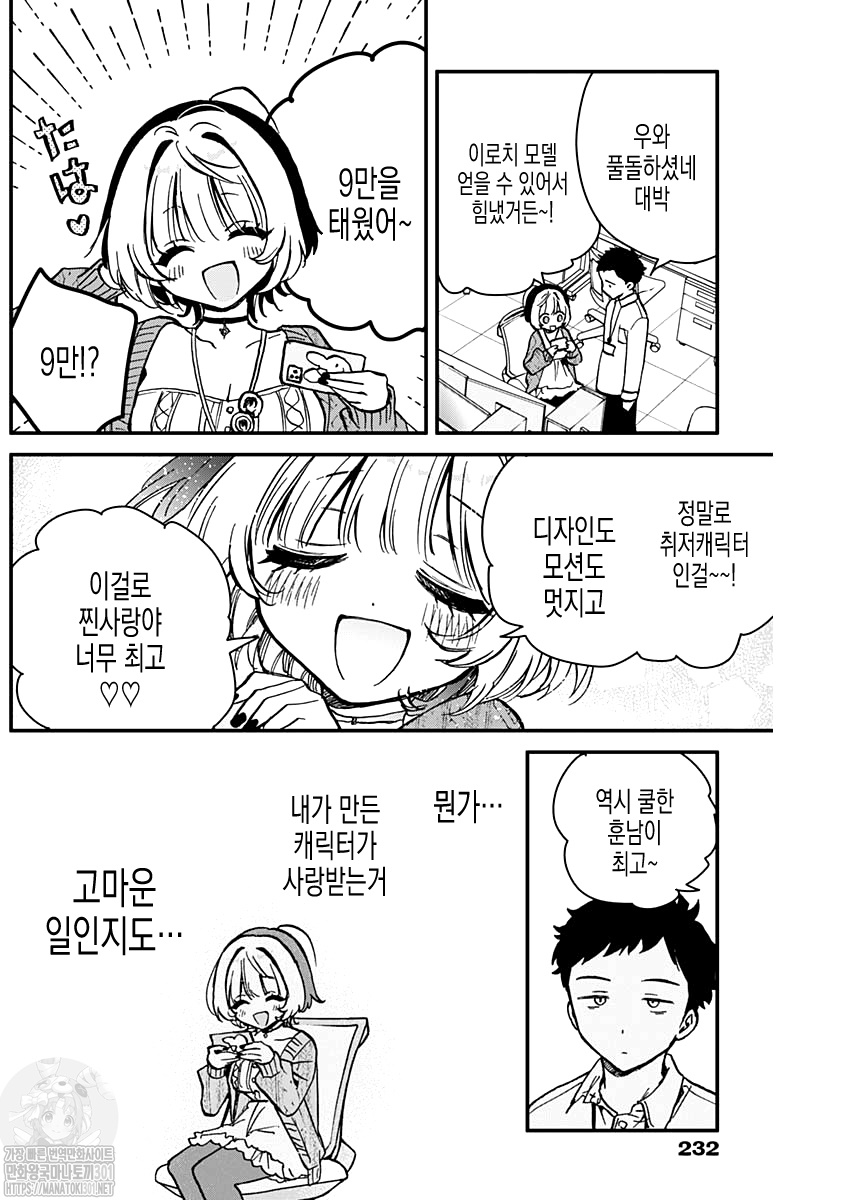 우와
풀돌하셨네
대박
이로치 모델
얻을 수 있어서
힘냈거든~!
9만을
태웠어~
たは〜♡
9만!?
정말로
취저캐릭터
인걸~~!
디자인도
모션도
멋지고
이걸로
찐사랑야
너무 최고
♡♡
역시 쿨한
훈남이
최고~
뭔가…
내가 만든
캐릭터가
사랑받는거
고마운
일인지도…
232
가장 빠른 번역만화사이트
만화왕국마나토끼301
HTTPS://MANATOKI301.NET